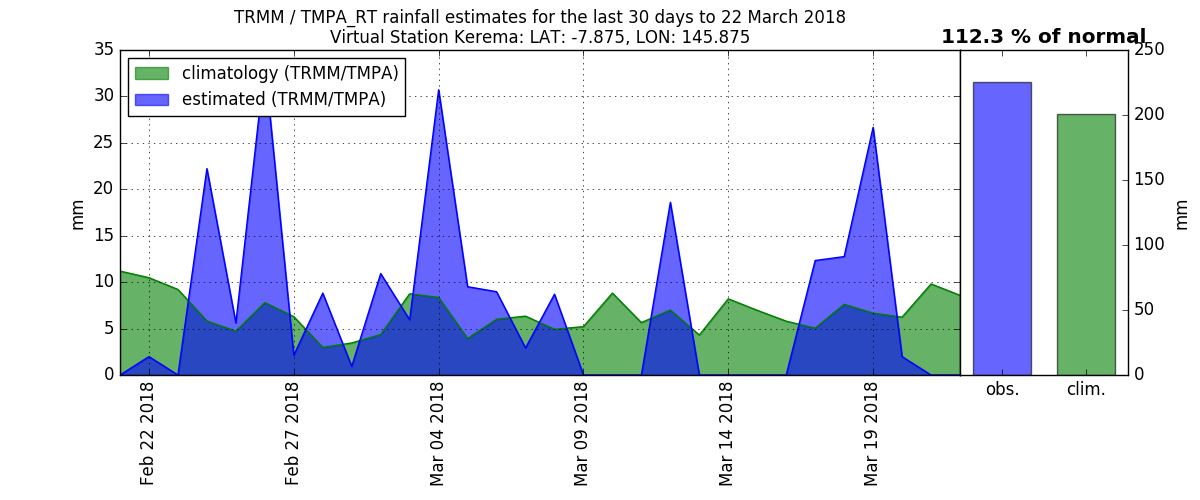 TRMM / TMPA_RT rainfall estimates for the last 30 days to 22 March 2018
Virtual Station Kerema: LAT: -7.875, LON: 145.875
112.3 % of normal
climatology (TRMM/TMPA)
estimated (TRMM/TMPA)
35
30
25
20
15
10
5
0
mm
Feb 22 2018
Feb 27 2018
Mar 04 2018
Mar 09 2018
Mar 14 2018
Mar 19 2018
250
200
150
100
50
0
mm
obs.
clim.